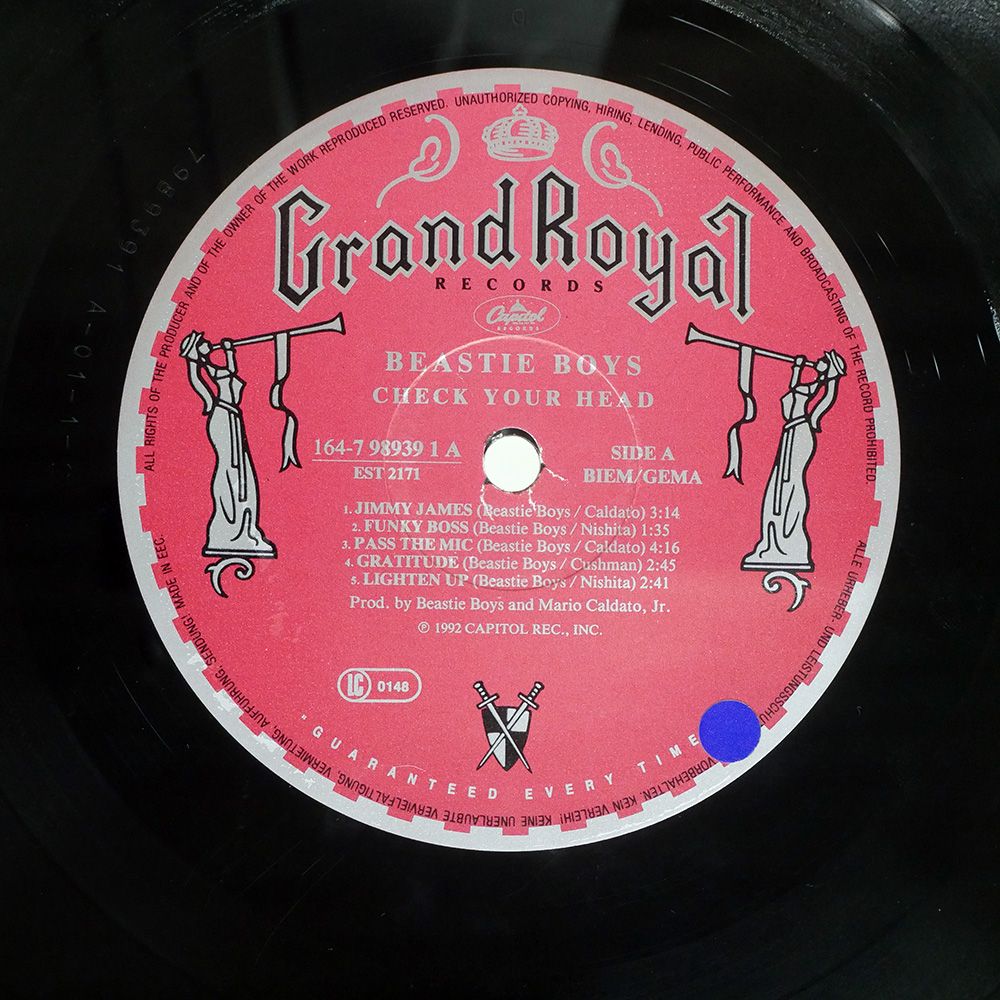 ALL RIGHTS OF THE PRODUCER AND OF THE OWNER OF THE WORK REPRODUCED RESERVED. UNAUTHORIZED COPYING, HIRING, LENDING, PUBLIC PERFORMANCE AND BROADCASTING OF THE RECORD PROHIBITED.
Grand Royal
RECORDS
Capitol
RECORDS
BEASTIE BOYS
CHECK YOUR HEAD
164-7 98939 1 A
EST 2171
SIDE A
BIEM/GEMA
1. JIMMY JAMES (Beastie Boys / Caldato) 3:14
2. FUNKY BOSS (Beastie Boys / Nishita) 1:35
3. PASS THE MIC (Beastie Boys / Caldato) 4:16
4. GRATITUDE (Beastie Boys / Cushman) 2:45
5. LIGHTEN UP (Beastie Boys / Nishita) 2:41
Prod. by Beastie Boys and Mario Caldato, Jr.
℗ 1992 CAPITOL REC., INC.
LC 0148
"GUARANTEED EVERY TIME
ALLE URHEBER- UND LEISTUNGSSCHU
VORBEHALTEN. KEIN VERLEIH! KEINE UNERLAUBTE VERVIELFÄLTIGUNG, VERMIETUNG, AUFFÜHRUNG, SENDUNG! MADE IN EEC.
798939 1 A-01-1-